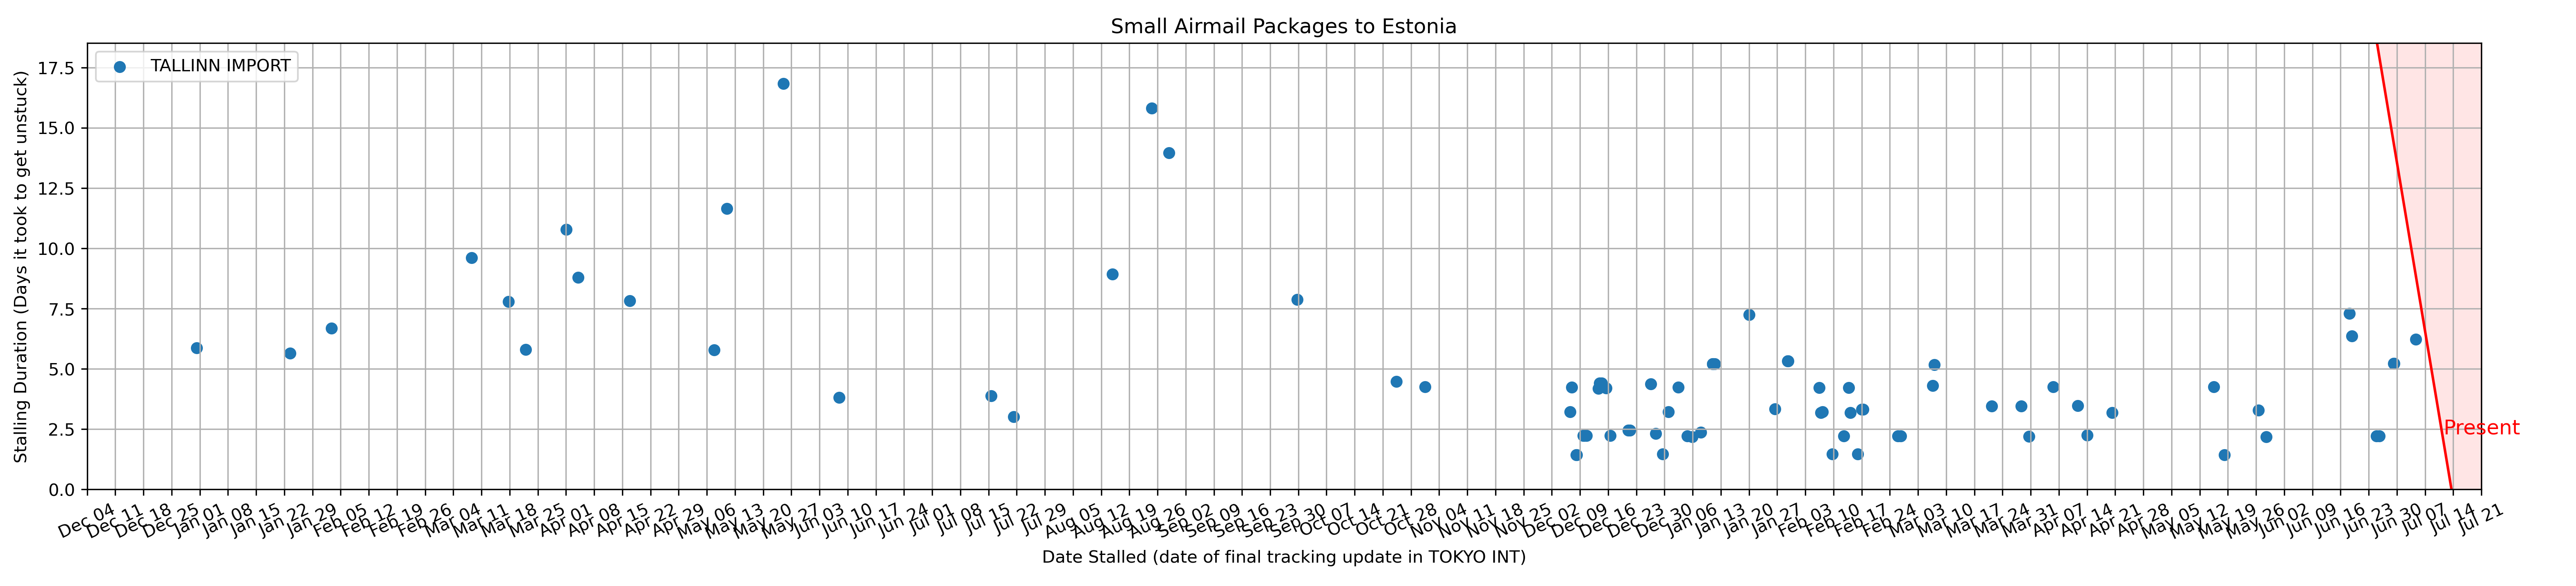 Small Airmail Packages to Estonia
TALLINN IMPORT
Stalling Duration (Days it took to get unstuck)
17.5
15.0
12.5
10.0
7.5
5.0
2.5
0.0
Present
Dec 04 Dec 11 Dec 18 Dec 25 Jan 01 Jan 08 Jan 15 Jan 22 Jan 29 Feb 05 Feb 12 Feb 19 Feb 26 Mar 04 Mar 11 Mar 18 Mar 25 Apr 01 Apr 08 Apr 15 Apr 22 Apr 29 May 06 May 13 May 20 May 27 Jun 03 Jun 10 Jun 17 Jun 24 Jul 01 Jul 08 Jul 15 Jul 22 Jul 29 Aug 05 Aug 12 Aug 19 Aug 26 Sep 02 Sep 09 Sep 16 Sep 23 Sep 30 Oct 07 Oct 14 Oct 21 Oct 28 Nov 04 Nov 11 Nov 18 Nov 25 Dec 02 Dec 09 Dec 16 Dec 23 Dec 30 Jan 06 Jan 13 Jan 20 Jan 27 Feb 03 Feb 10 Feb 17 Feb 24 Mar 03 Mar 10 Mar 17 Mar 24 Mar 31 Apr 07 Apr 14 Apr 21 Apr 28 May 05 May 12 May 19 May 26 Jun 02 Jun 09 Jun 16 Jun 23 Jun 30 Jul 07 Jul 14 Jul 21
Date Stalled (date of final tracking update in TOKYO INT)